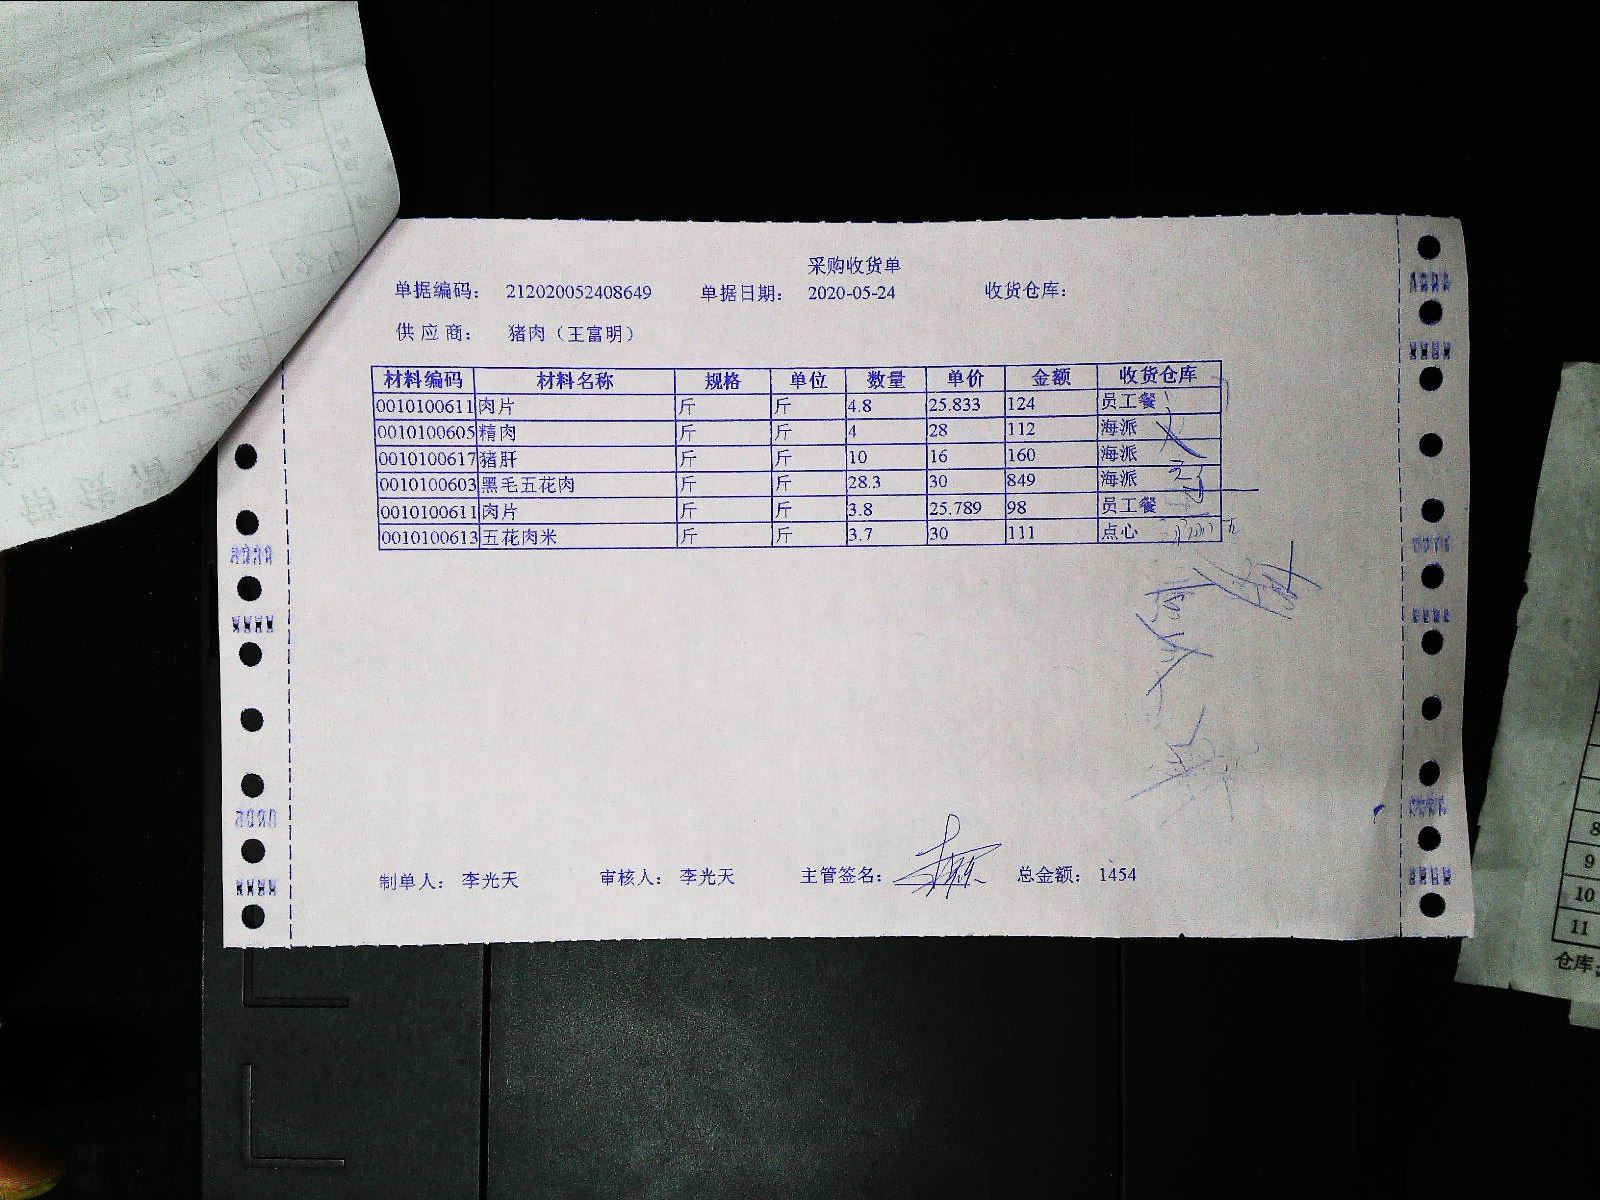 采购收货单
单据编码： 212020052408649 单据日期： 2020-05-24 收货仓库：
供应商： 猪肉（王富明）
材料编码 材料名称 规格 单位 数量 单价 金额 收货仓库
0010100611 肉片 斤 斤 4.8 25.833 124 员工餐
0010100605 精肉 斤 斤 4 28 112 海派
0010100617 猪肝 斤 斤 10 16 160 海派
0010100603 黑毛五花肉 斤 斤 28.3 30 849 海派
0010100611 肉片 斤 斤 3.8 25.789 98 员工餐
0010100613 五花肉米 斤 斤 3.7 30 111 点心
制单人： 李光天 审核人： 李光天 主管签名： 总金额： 1454
8
9
10
11
仓库：